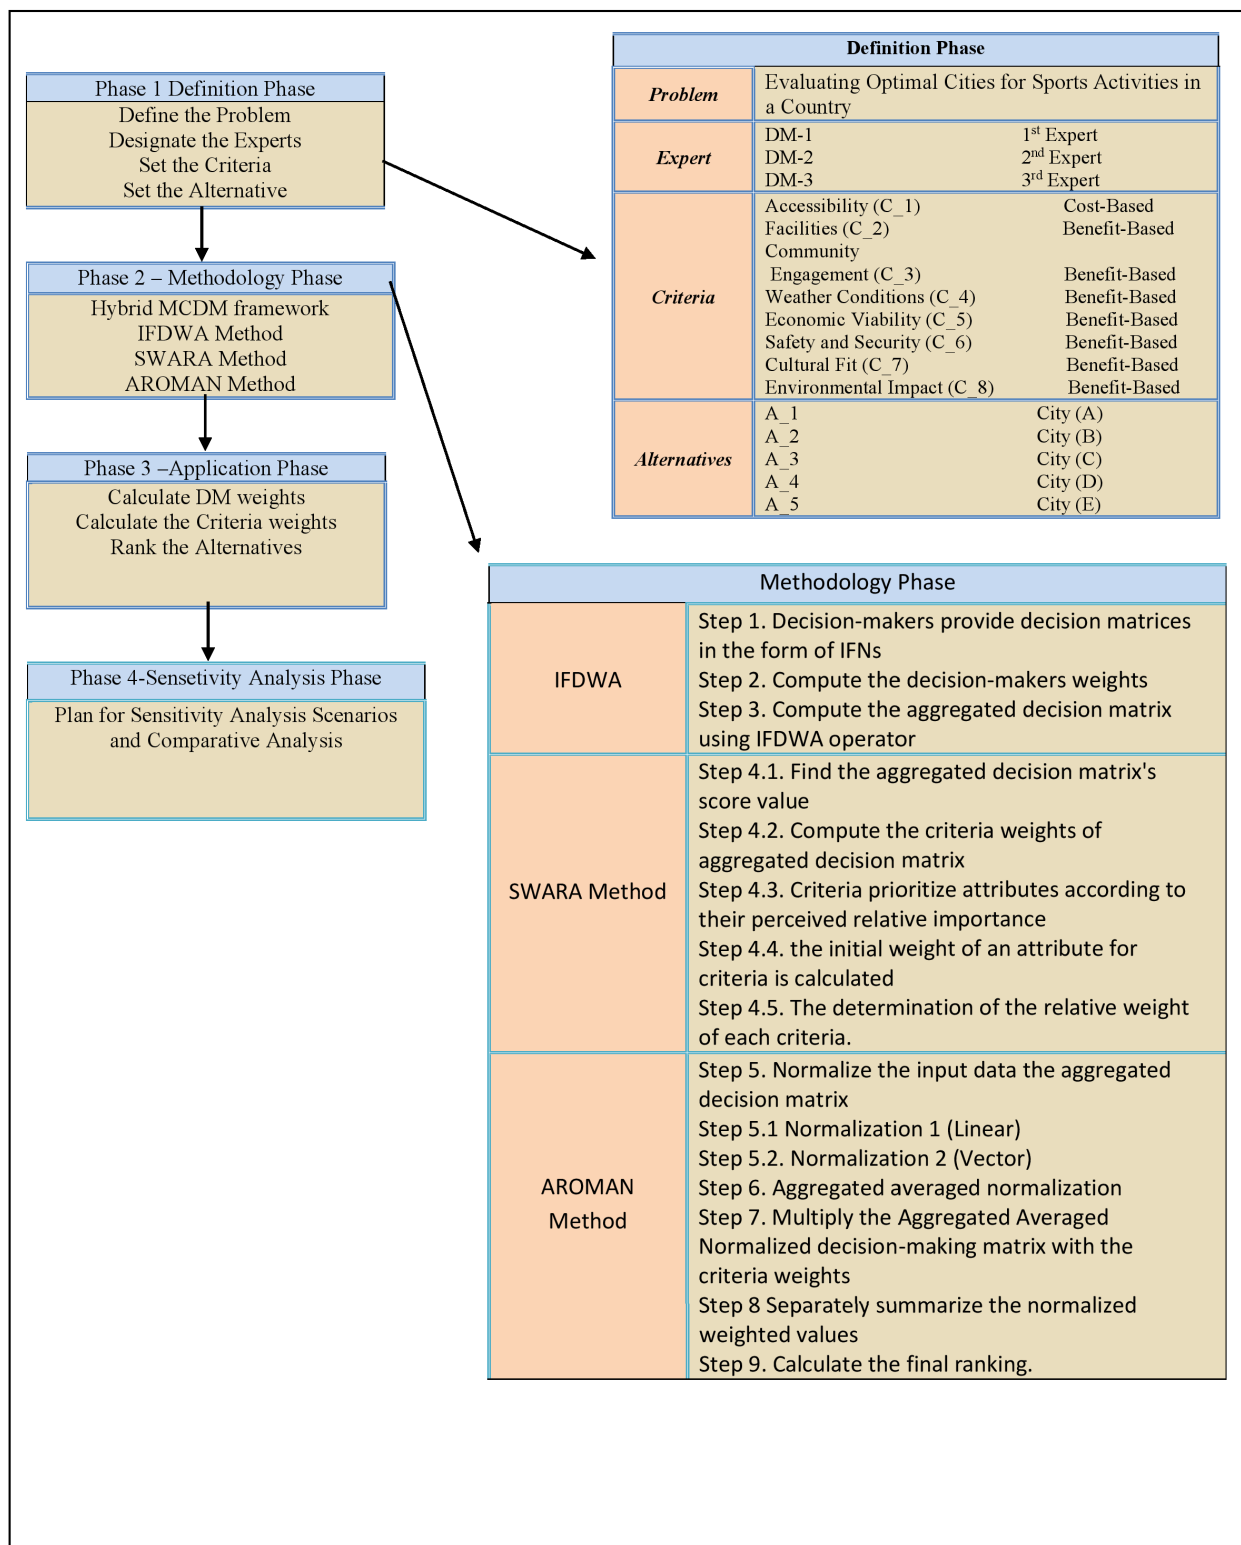 Phase 1 Definition Phase
Define the Problem
Designate the Experts
Set the Criteria
Set the Alternative
Phase 2 – Methodology Phase
Hybrid MCDM framework
IFDWA Method
SWARA Method
AROMAN Method
Phase 3 –Application Phase
Calculate DM weights
Calculate the Criteria weights
Rank the Alternatives
Phase 4-Sensetivity Analysis Phase
Plan for Sensitivity Analysis Scenarios
and Comparative Analysis
Definition Phase
Problem
Evaluating Optimal Cities for Sports Activities in
a Country
Expert
DM-1 1st Expert
DM-2 2nd Expert
DM-3 3rd Expert
Criteria
Accessibility (C_1) Cost-Based
Facilities (C_2) Benefit-Based
Community
Engagement (C_3) Benefit-Based
Weather Conditions (C_4) Benefit-Based
Economic Viability (C_5) Benefit-Based
Safety and Security (C_6) Benefit-Based
Cultural Fit (C_7) Benefit-Based
Environmental Impact (C_8) Benefit-Based
Alternatives
A_1 City (A)
A_2 City (B)
A_3 City (C)
A_4 City (D)
A_5 City (E)
Methodology Phase
IFDWA
Step 1. Decision-makers provide decision matrices
in the form of IFNs
Step 2. Compute the decision-makers weights
Step 3. Compute the aggregated decision matrix
using IFDWA operator
SWARA Method
Step 4.1. Find the aggregated decision matrix's
score value
Step 4.2. Compute the criteria weights of
aggregated decision matrix
Step 4.3. Criteria prioritize attributes according to
their perceived relative importance
Step 4.4. the initial weight of an attribute for
criteria is calculated
Step 4.5. The determination of the relative weight
of each criteria.
AROMAN
Method
Step 5. Normalize the input data the aggregated
decision matrix
Step 5.1 Normalization 1 (Linear)
Step 5.2. Normalization 2 (Vector)
Step 6. Aggregated averaged normalization
Step 7. Multiply the Aggregated Averaged
Normalized decision-making matrix with the
criteria weights
Step 8 Separately summarize the normalized
weighted values
Step 9. Calculate the final ranking.